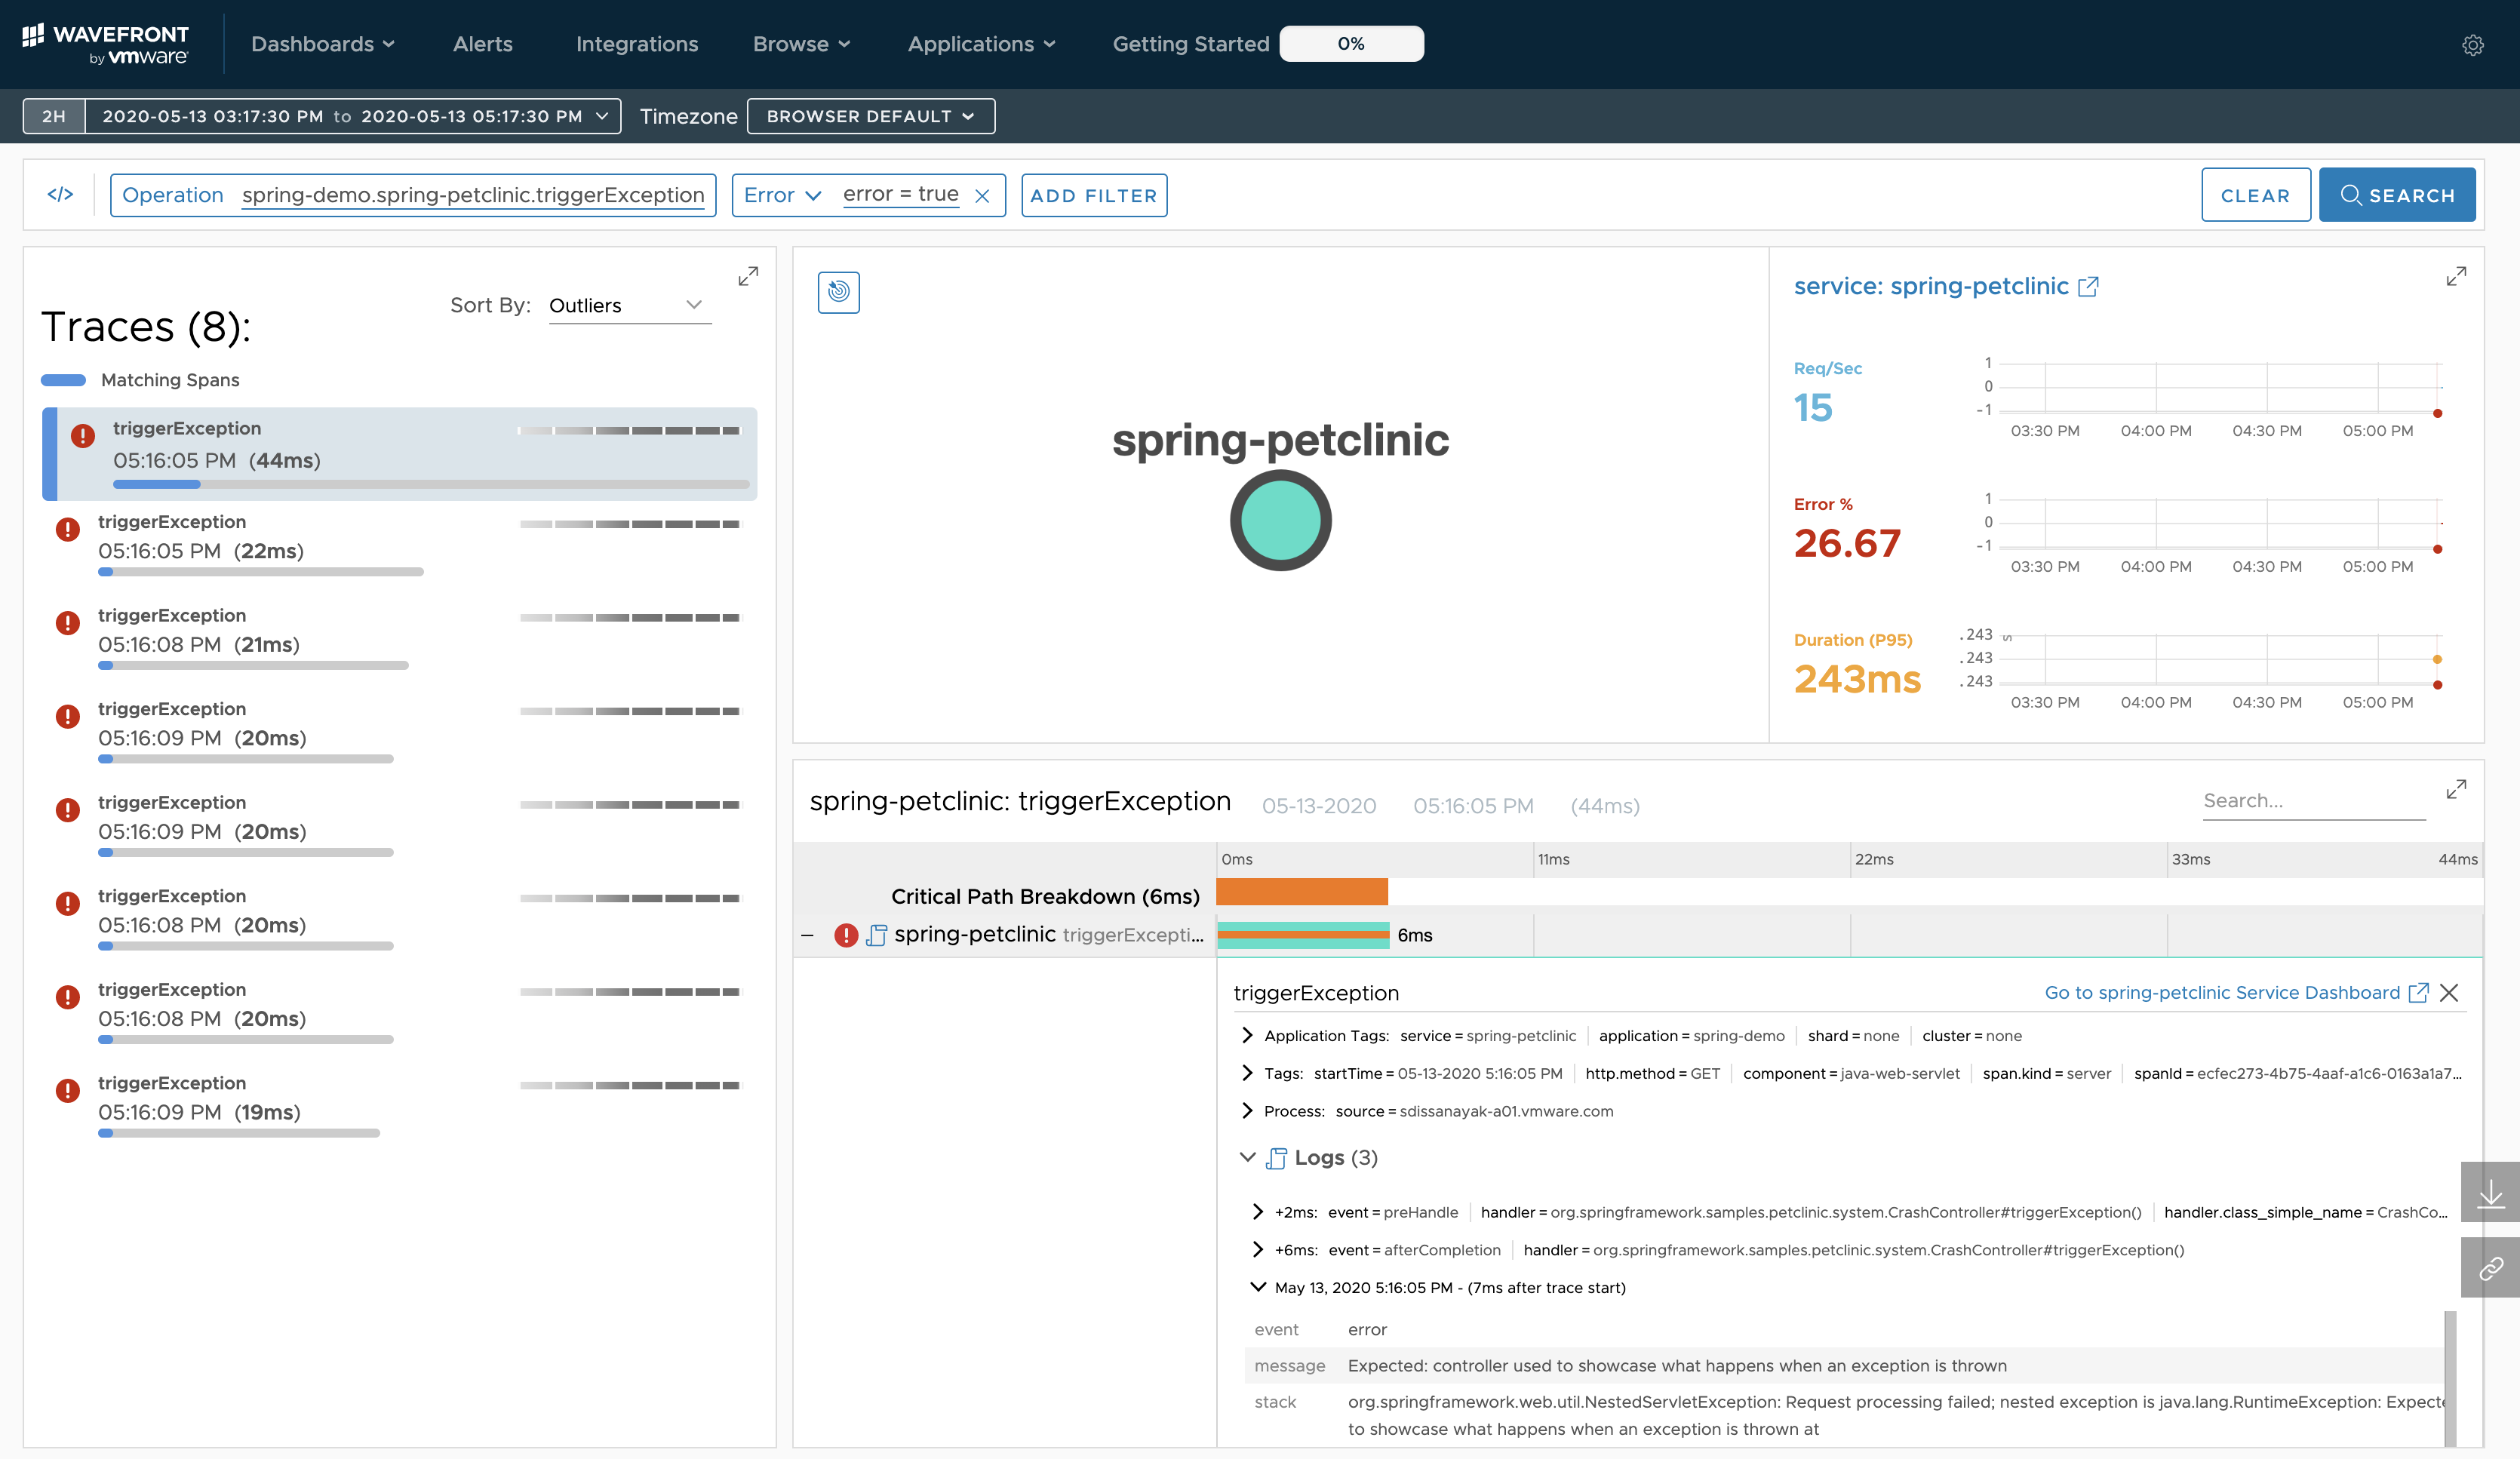 WAVEFRONT
by vmware
Dashboards
Alerts
Integrations
Browse
Applications
Getting Started
0%
2H
2020-05-13 03:17:30 PM to 2020-05-13 05:17:30 PM
Timezone
BROWSER DEFAULT
</>
Operation spring-demo.spring-petclinic.triggerException
Error error = true
ADD FILTER
CLEAR
SEARCH
Traces (8):
Sort By: Outliers
Matching Spans
triggerException
05:16:05 PM (44ms)
triggerException
05:16:05 PM (22ms)
triggerException
05:16:08 PM (21ms)
triggerException
05:16:09 PM (20ms)
triggerException
05:16:09 PM (20ms)
triggerException
05:16:08 PM (20ms)
triggerException
05:16:08 PM (20ms)
triggerException
05:16:09 PM (19ms)
spring-petclinic
service: spring-petclinic
Req/Sec
15
1
0
-1
03:30 PM 04:00 PM 04:30 PM 05:00 PM
Error %
26.67
1
0
-1
03:30 PM 04:00 PM 04:30 PM 05:00 PM
Duration (P95)
243ms
.243 s
.243
.243
03:30 PM 04:00 PM 04:30 PM 05:00 PM
spring-petclinic: triggerException 05-13-2020 05:16:05 PM (44ms)
Search...
0ms 11ms 22ms 33ms 44ms
Critical Path Breakdown (6ms)
spring-petclinic triggerExcepti... 6ms
triggerException
Go to spring-petclinic Service Dashboard
Application Tags: service = spring-petclinic application = spring-demo shard = none cluster = none
Tags: startTime = 05-13-2020 5:16:05 PM http.method = GET component = java-web-servlet span.kind = server spanId = ecfec273-4b75-4aaf-a1c6-0163a1a7...
Process: source = sdissanayak-a01.vmware.com
Logs (3)
+2ms: event = preHandle handler = org.springframework.samples.petclinic.system.CrashController#triggerException() handler.class_simple_name = CrashCo...
+6ms: event = afterCompletion handler = org.springframework.samples.petclinic.system.CrashController#triggerException()
May 13, 2020 5:16:05 PM - (7ms after trace start)
event error
message Expected: controller used to showcase what happens when an exception is thrown
stack org.springframework.web.util.NestedServletException: Request processing failed; nested exception is java.lang.RuntimeException: Expecte
to showcase what happens when an exception is thrown at